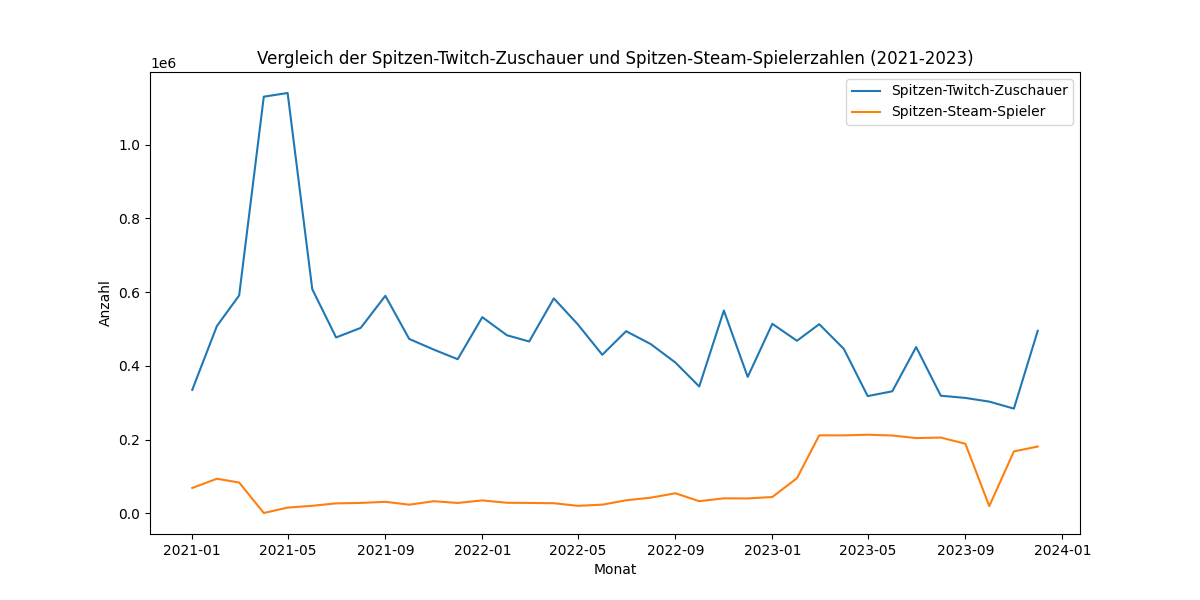 Vergleich der Spitzen-Twitch-Zuschauer und Spitzen-Steam-Spielerzahlen (2021-2023)
1e6
Spitzen-Twitch-Zuschauer
Spitzen-Steam-Spieler
1.0
0.8
0.6
0.4
0.2
0.0
Anzahl
2021-01 2021-05 2021-09 2022-01 2022-05 2022-09 2023-01 2023-05 2023-09 2024-01
Monat